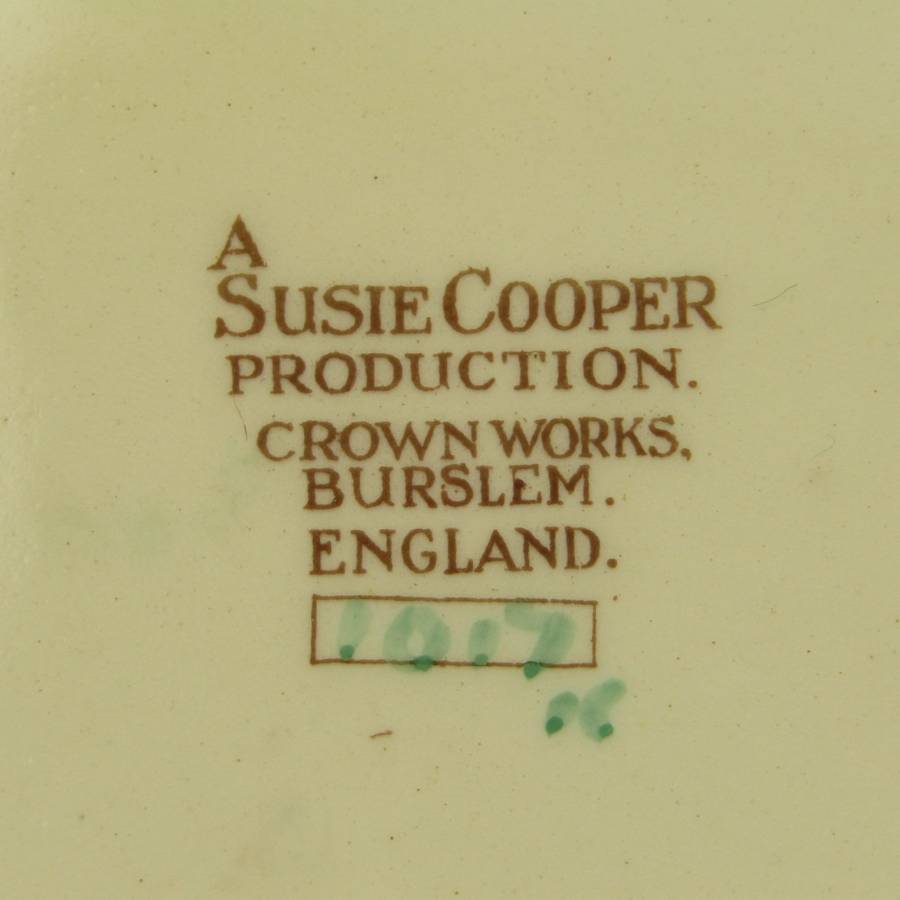 A
SUSIE COOPER
PRODUCTION.
CROWN WORKS,
BURSLEM.
ENGLAND.
1017